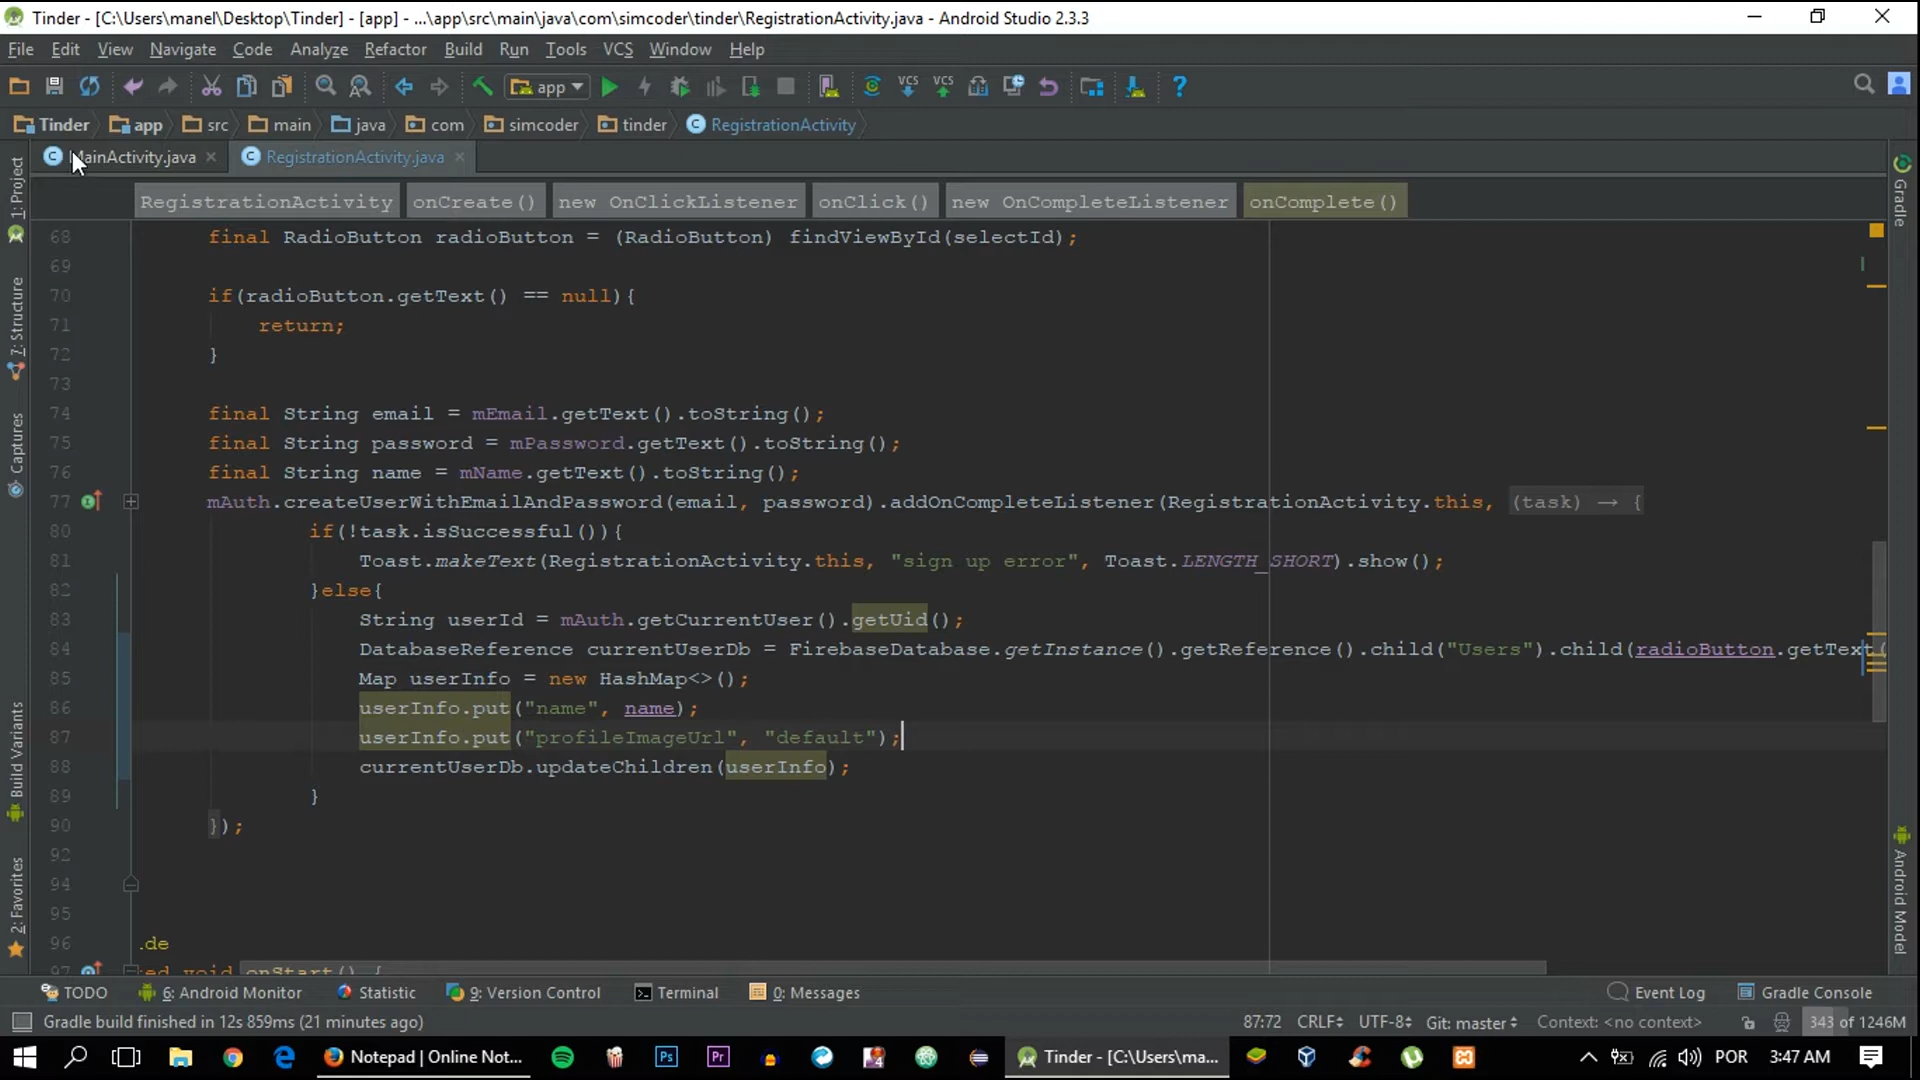 Tinder - [C:\Users\manel\Desktop\Tinder] - [app] - ...\app\src\main\java\com\simcoder\tinder\RegistrationActivity.java - Android Studio 2.3.3
File Edit View Navigate Code Analyze Refactor Build Run Tools VCS Window Help
app VCS VCS ?
Tinder app src main java com simcoder tinder RegistrationActivity
MainActivity.java RegistrationActivity.java
RegistrationActivity onCreate() new OnClickListener onClick() new OnCompleteListener onComplete()
68 final RadioButton radioButton = (RadioButton) findViewById(selectId);
69
70 if(radioButton.getText() == null){
71 return;
72 }
73
74 final String email = mEmail.getText().toString();
75 final String password = mPassword.getText().toString();
76 final String name = mName.getText().toString();
77 mAuth.createUserWithEmailAndPassword(email, password).addOnCompleteListener(RegistrationActivity.this, (task) → {
80 if(!task.isSuccessful()){
81 Toast.makeText(RegistrationActivity.this, "sign up error", Toast.LENGTH_SHORT).show();
82 }else{
83 String userId = mAuth.getCurrentUser().getUid();
84 DatabaseReference currentUserDb = FirebaseDatabase.getInstance().getReference().child("Users").child(radioButton.getText(
85 Map userInfo = new HashMap<>();
86 userInfo.put("name", name);
87 userInfo.put("profileImageUrl", "default");
88 currentUserDb.updateChildren(userInfo);
89 }
90 });
92
94
95
96 .de
97 ed void onStart() {
1: Project
7: Structure
Captures
Build Variants
2: Favorites
Gradle
Android Model
TODO 6: Android Monitor Statistic 9: Version Control Terminal 0: Messages Event Log Gradle Console
Gradle build finished in 12s 859ms (21 minutes ago) 87:72 CRLF UTF-8 Git: master Context: <no context> 343 of 1246M
Notepad | Online Not... Ps Pr Tinder - [C:\Users\ma... POR 3:47 AM